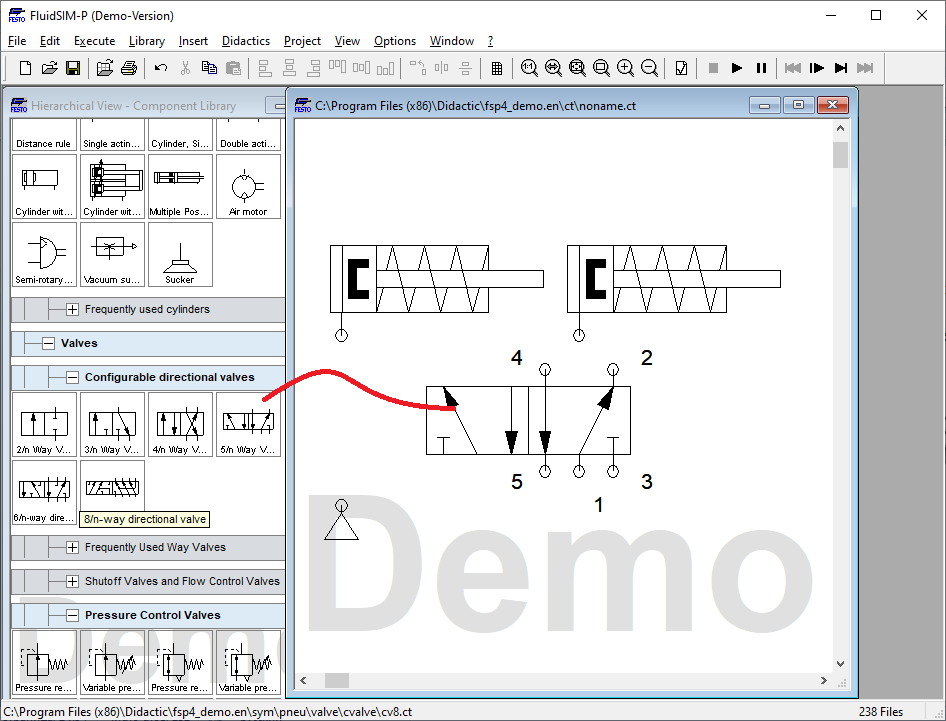 FESTO FluidSIM-P (Demo-Version)
File Edit Execute Library Insert Didactics Project View Options Window ?
FESTO Hierarchical View - Component Library
Distance rule Single actin... Cylinder, Si... Double acti...
Cylinder wit... Cylinder wit... Multiple Pos... Air motor
Semi-rotary... Vacuum su... Sucker
Frequently used cylinders
Valves
Configurable directional valves
2/n Way V... 3/n Way V... 4/n Way V... 5/n Way V...
6/n-way dire...
8/n-way directional valve
Frequently Used Way Valves
Shutoff Valves and Flow Control Valves
Pressure Control Valves
Pressure re... Variable pre... Pressure re... Variable pre...
Demo
FESTO C:\Program Files (x86)\Didactic\fsp4_demo.en\ct\noname.ct
4 2
5 3
1
Demo
C:\Program Files (x86)\Didactic\fsp4_demo.en\sym\pneu\valve\cvalve\cv8.ct 238 Files